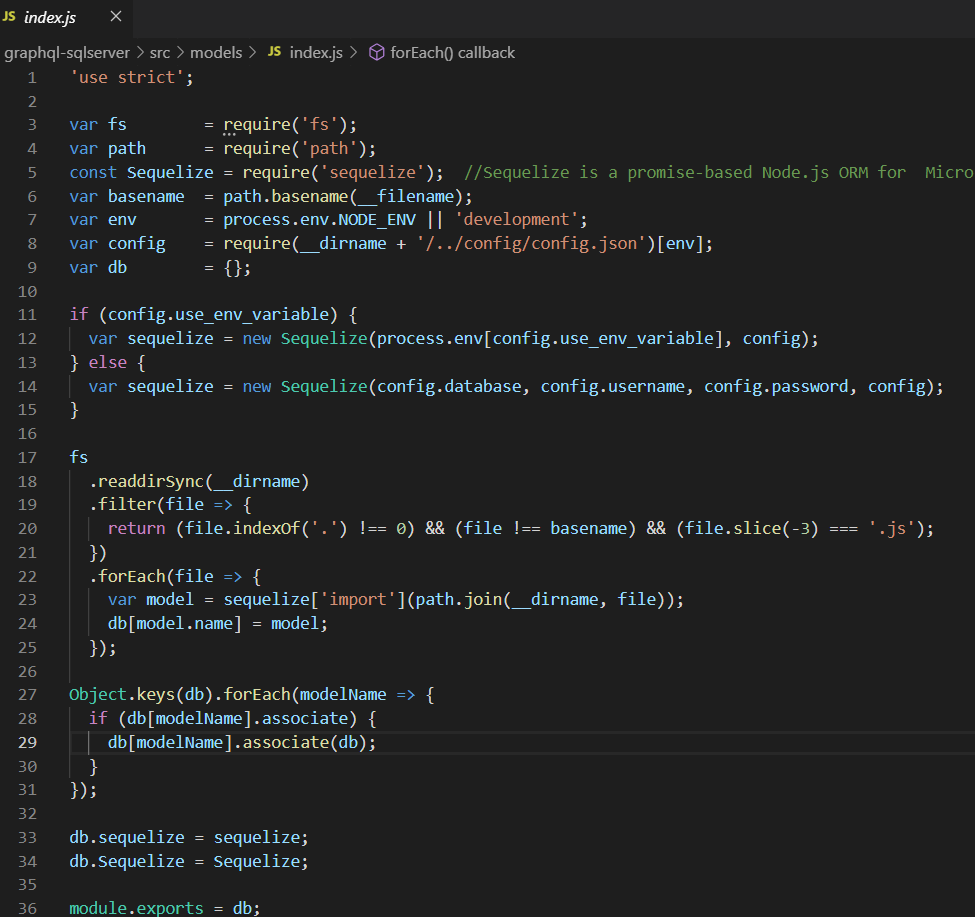 JS index.js ×
graphql-sqlserver > src > models > JS index.js > forEach() callback
1 'use strict';
2
3 var fs        = require('fs');
4 var path      = require('path');
5 const Sequelize = require('sequelize');  //Sequelize is a promise-based Node.js ORM for  Micro
6 var basename  = path.basename(__filename);
7 var env       = process.env.NODE_ENV || 'development';
8 var config    = require(__dirname + '/../config/config.json')[env];
9 var db        = {};
10
11 if (config.use_env_variable) {
12   var sequelize = new Sequelize(process.env[config.use_env_variable], config);
13 } else {
14   var sequelize = new Sequelize(config.database, config.username, config.password, config);
15 }
16
17 fs
18   .readdirSync(__dirname)
19   .filter(file => {
20     return (file.indexOf('.') !== 0) && (file !== basename) && (file.slice(-3) === '.js');
21   })
22   .forEach(file => {
23     var model = sequelize['import'](path.join(__dirname, file));
24     db[model.name] = model;
25   });
26
27 Object.keys(db).forEach(modelName => {
28   if (db[modelName].associate) {
29     db[modelName].associate(db);
30   }
31 });
32
33 db.sequelize = sequelize;
34 db.Sequelize = Sequelize;
35
36 module.exports = db;